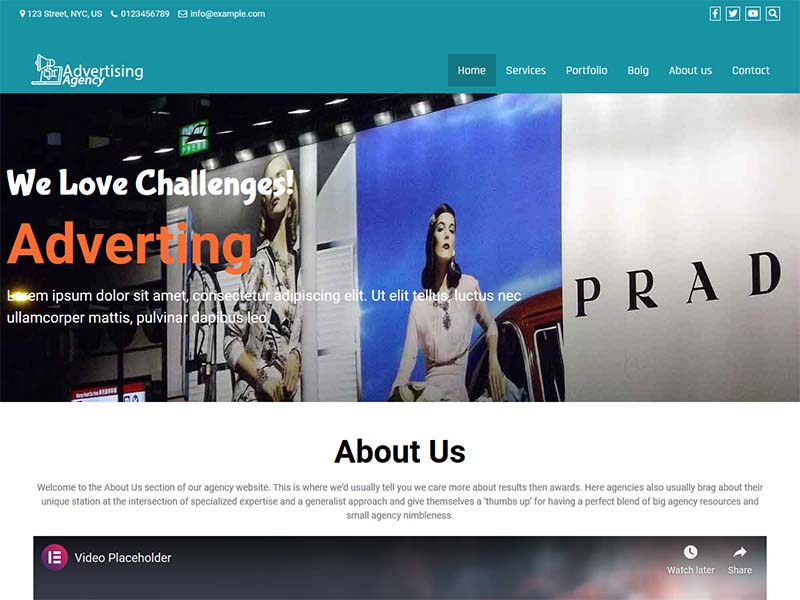 123 Street, NYC, US 0123456789 info@example.com
Advertising
Agency
Home Services Portfolio Bolg About us Contact
We Love Challenges!
Adverting
Lorem ipsum dolor sit amet, consectetur adipiscing elit. Ut elit tellus, luctus nec
ullamcorper mattis, pulvinar dapibus leo.
PRAD
About Us
Welcome to the About Us section of our agency website. This is where we'd usually tell you we care more about results then awards. Here agencies also usually brag about their
unique station at the intersection of specialized expertise and a generalist approach and give themselves a 'thumbs up' for having a perfect blend of big agency resources and
small agency nimbleness.
Video Placeholder
Watch later Share